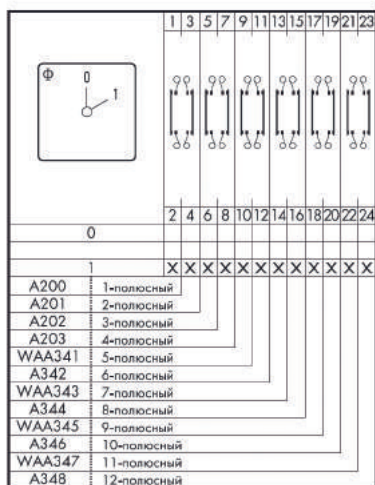 1 3 5 7 9 11 13 15 17 19 21 23
Ф 0
1
2 4 6 8 10 12 14 16 18 20 22 24
0
1 X X X X X X X X X X X X
A200 1-полюсный
A201 2-полюсный
A202 3-полюсный
A203 4-полюсный
WAA341 5-полюсный
A342 6-полюсный
WAA343 7-полюсный
A344 8-полюсный
WAA345 9-полюсный
A346 10-полюсный
WAA347 11-полюсный
A348 12-полюсный